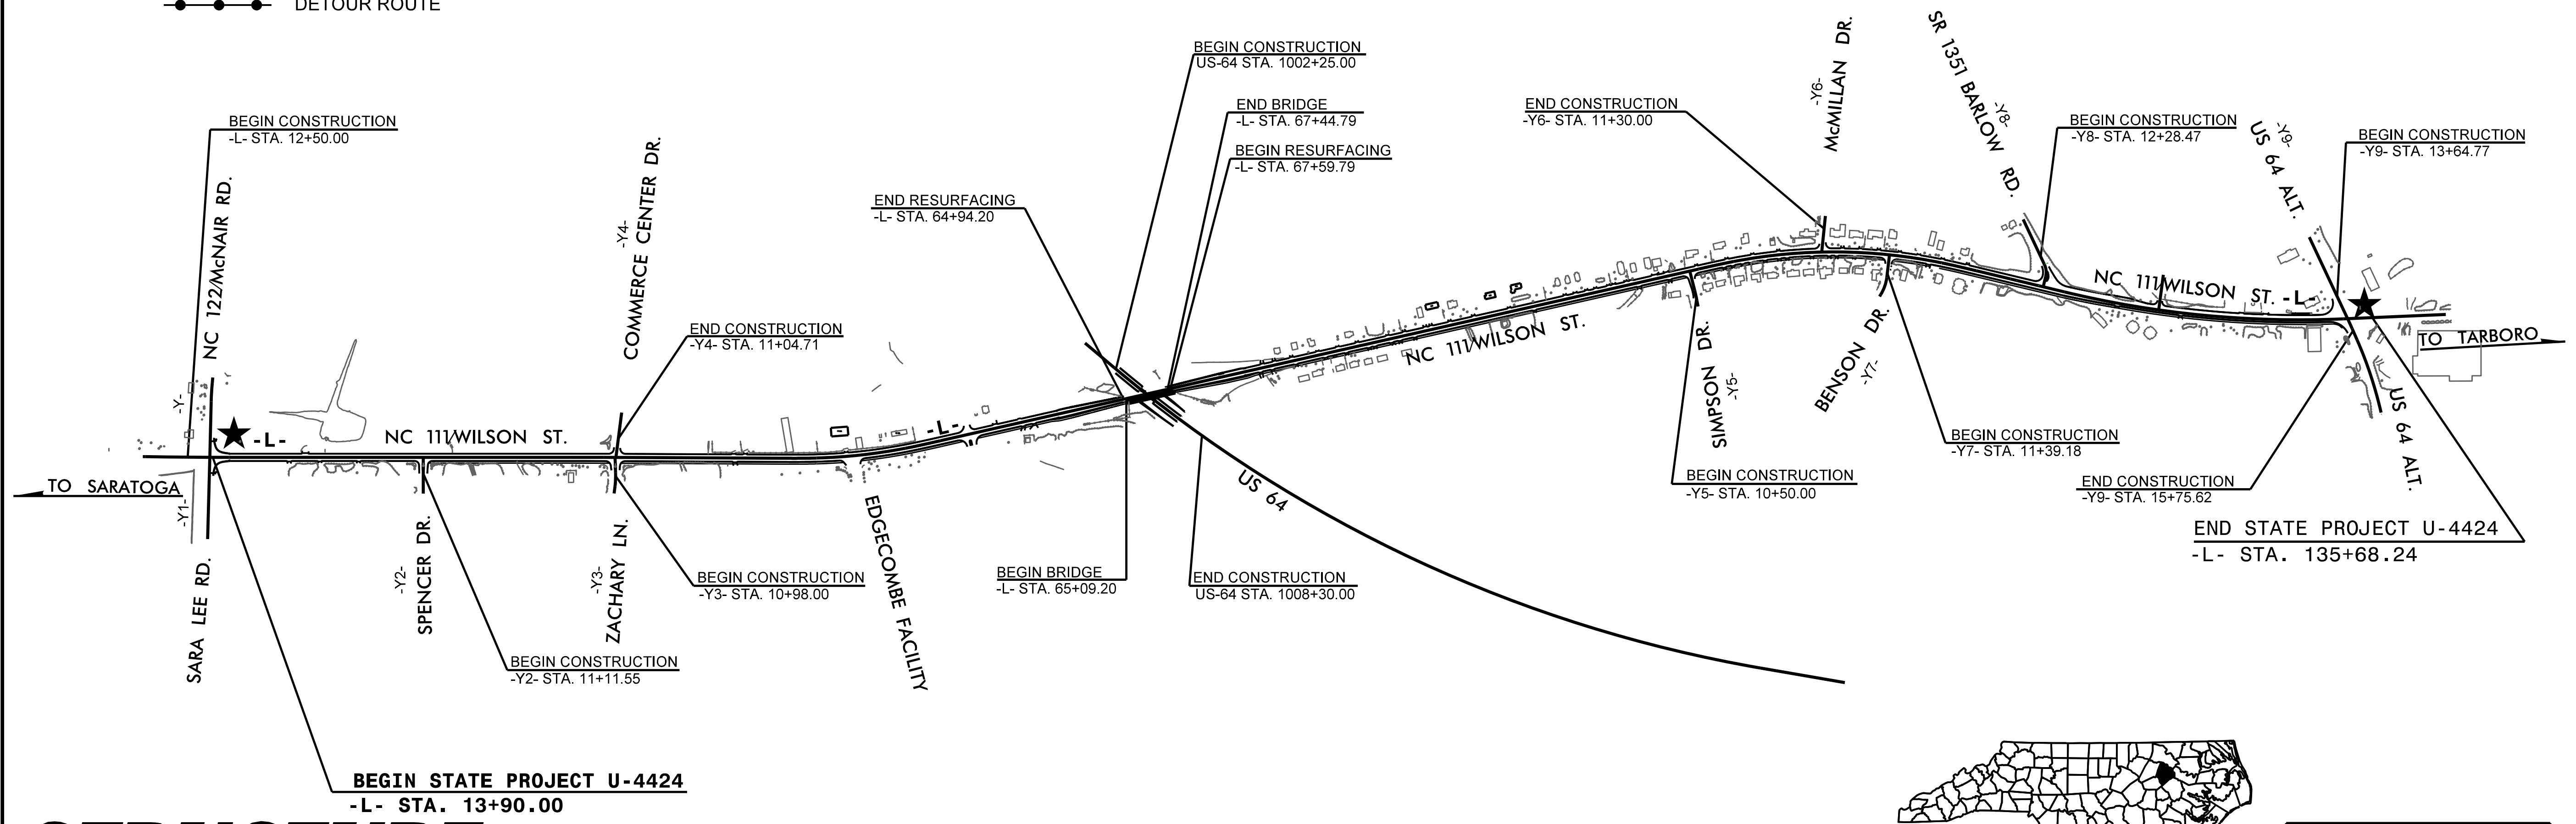 DETOUR ROUTE
BEGIN CONSTRUCTION
US-64 STA. 1002+25.00
END BRIDGE
-L- STA. 67+44.79
BEGIN RESURFACING
-L- STA. 67+59.79
END CONSTRUCTION
-Y6- STA. 11+30.00
-Y6-
McMILLAN DR.
SR 1351 BARLOW RD.
-Y8-
BEGIN CONSTRUCTION
-Y8- STA. 12+28.47
US 64 ALT.
-Y9-
BEGIN CONSTRUCTION
-Y9- STA. 13+64.77
BEGIN CONSTRUCTION
-L- STA. 12+50.00
NC 122/McNAIR RD.
-Y4-
COMMERCE CENTER DR.
END RESURFACING
-L- STA. 64+94.20
END CONSTRUCTION
-Y4- STA. 11+04.71
NC 111/WILSON ST. -L-
TO TARBORO
-Y-
-L-
NC 111/WILSON ST.
-L-
NC 111/WILSON ST.
TO SARATOGA
-Y1-
SARA LEE RD.
-Y2-
SPENCER DR.
-Y3-
ZACHARY LN.
EDGECOMBE FACILITY
US 64
SIMPSON DR.
-Y5-
BENSON DR.
-Y7-
US 64 ALT.
BEGIN CONSTRUCTION
-Y7- STA. 11+39.18
BEGIN CONSTRUCTION
-Y5- STA. 10+50.00
END CONSTRUCTION
-Y9- STA. 15+75.62
END STATE PROJECT U-4424
-L- STA. 135+68.24
BEGIN CONSTRUCTION
-Y3- STA. 10+98.00
BEGIN BRIDGE
-L- STA. 65+09.20
END CONSTRUCTION
US-64 STA. 1008+30.00
BEGIN CONSTRUCTION
-Y2- STA. 11+11.55
BEGIN STATE PROJECT U-4424
-L- STA. 13+90.00